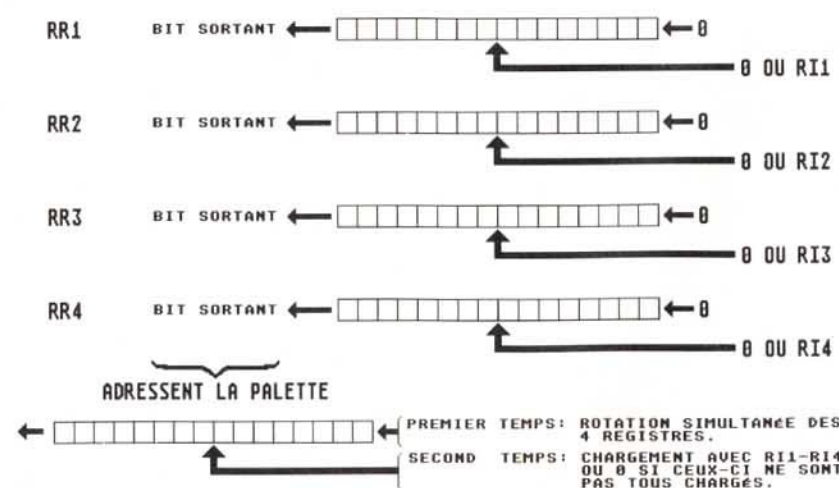 RR1 BIT SORTANT 0
0 OU RI1
RR2 BIT SORTANT 0
0 OU RI2
RR3 BIT SORTANT 0
0 OU RI3
RR4 BIT SORTANT 0
0 OU RI4
ADRESSENT LA PALETTE
PREMIER TEMPS: ROTATION SIMULTANéE DES
4 REGISTRES.
SECOND TEMPS: CHARGEMENT AVEC RI1-RI4
OU 0 SI CEUX-CI NE SONT
PAS TOUS CHARGéS.